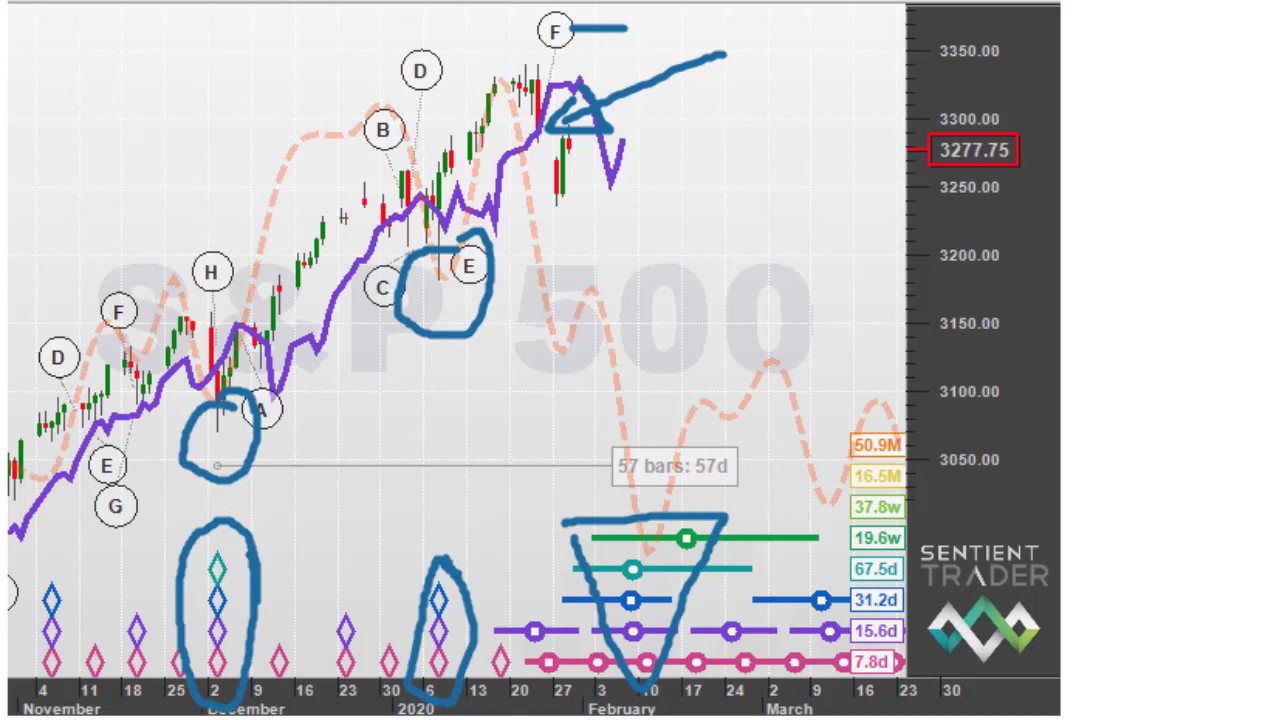 F
3350.00
D
B
3300.00
3277.75
3250.00
H
E
3200.00
C
S&P 500
F
3150.00
D
3100.00
A
50.9M
E
57 bars: 57d
3050.00
16.5M
G
37.8w
19.6w
SENTIENT
TRADER
67.5d
31.2d
15.6d
7.8d
4 11 18 25 2 9 16 23 30 6 13 20 27 3 10 17 24 2 9 16 23 30
November December 2020 February March